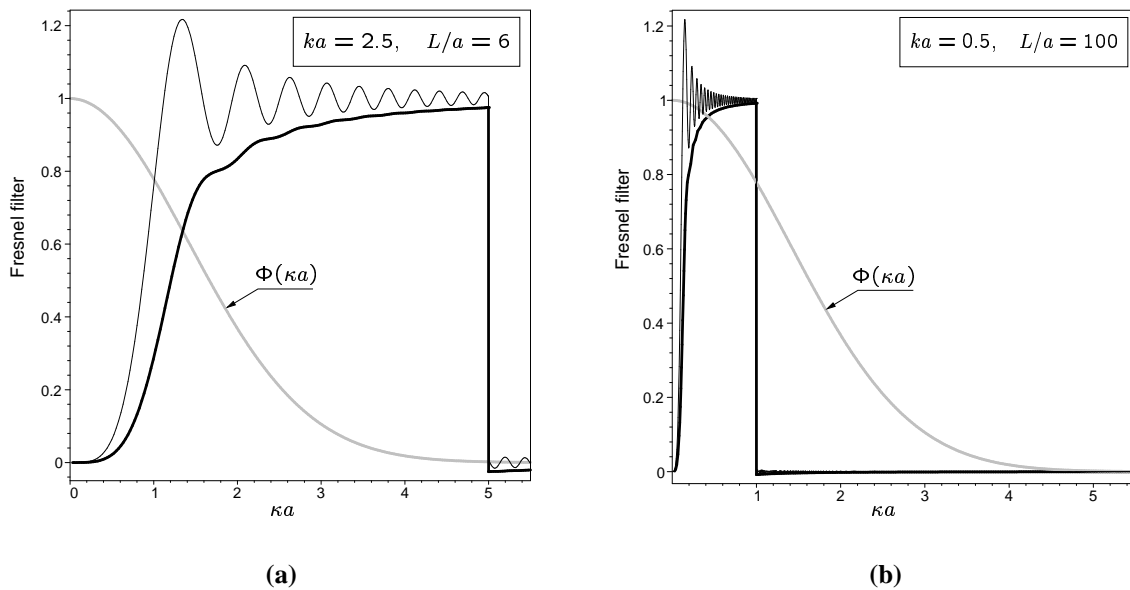 1.2
1
0.8
0.6
0.4
0.2
0
Fresnel filter
ka = 2.5, L/a = 6
Φ(κa)
0 1 2 3 4 5
κa
(a)
1.2
1
0.8
0.6
0.4
0.2
0
Fresnel filter
ka = 0.5, L/a = 100
Φ(κa)
0 1 2 3 4 5
κa
(b)